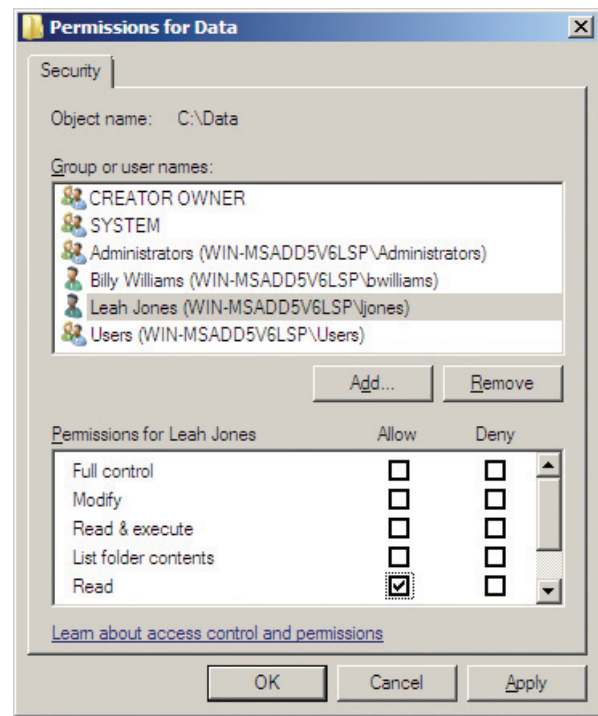 Permissions for Data
Security
Object name: C:\Data
Group or user names:
CREATOR OWNER
SYSTEM
Administrators (WIN-MSADD5V6LSP\Administrators)
Billy Williams (WIN-MSADD5V6LSP\bwilliams)
Leah Jones (WIN-MSADD5V6LSP\ljones)
Users (WIN-MSADD5V6LSP\Users)
Add... Remove
Permissions for Leah Jones Allow Deny
Full control
Modify
Read & execute
List folder contents
Read
Learn about access control and permissions
OK Cancel Apply